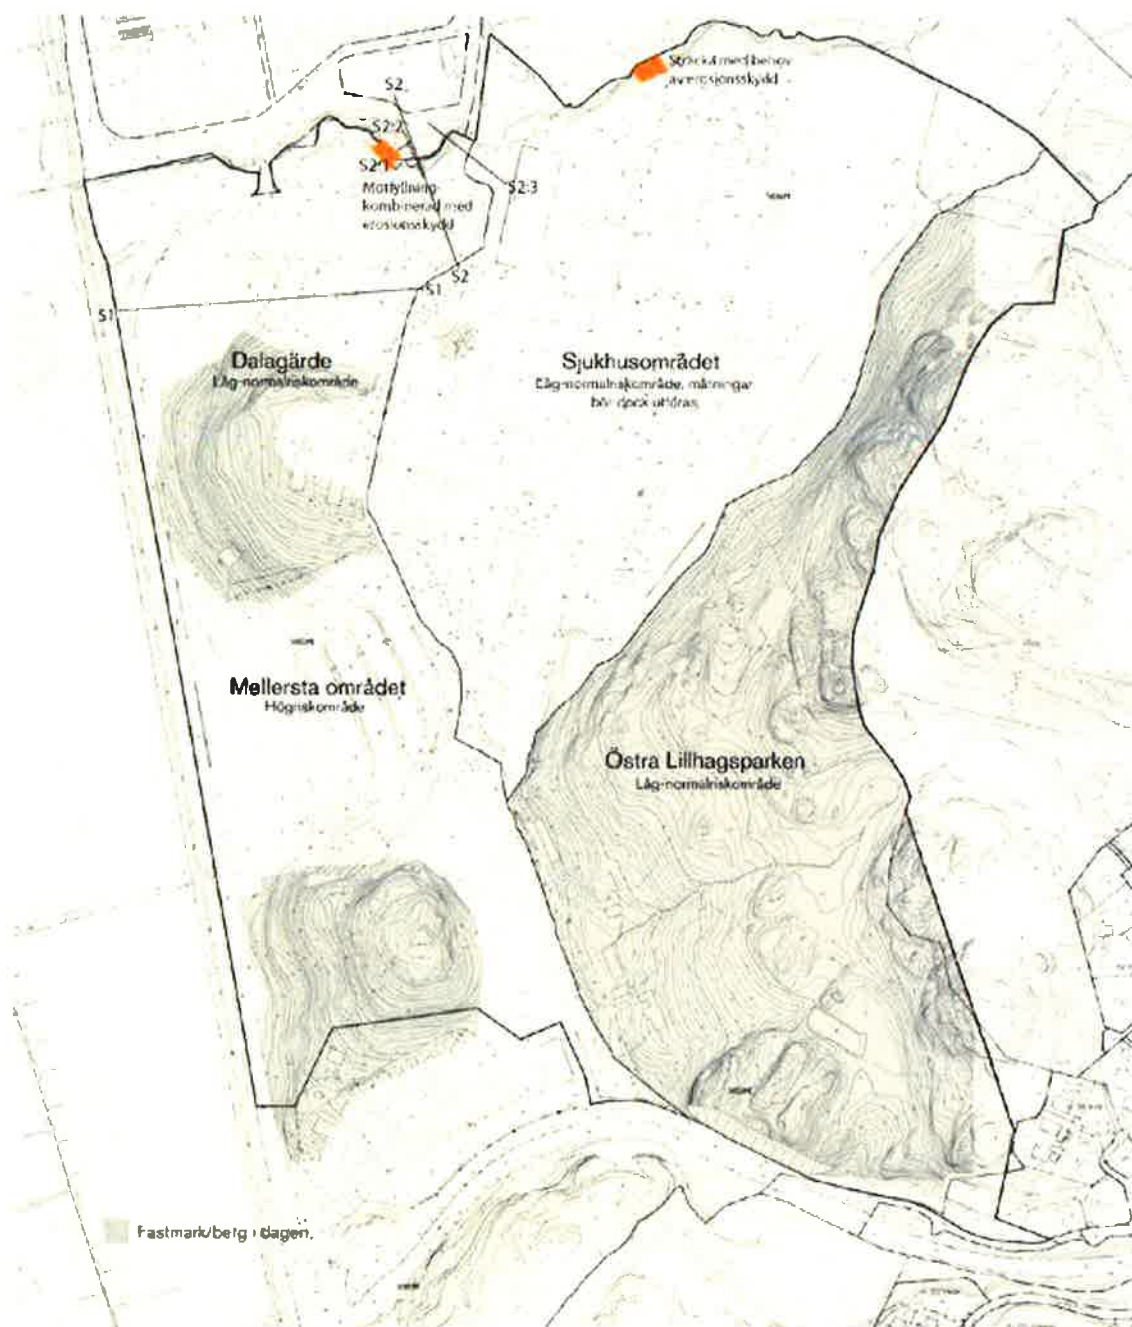 Sträcka med behov
av erosionsskydd
S2
S2:2
S2:1
S2:3
Motfyllning
kombinerad med
erosionsskydd
S2
S1
S1
Dalagärde
Låg-normalriskområde
Sjukhusområdet
Låg-normalriskområde, mätningar
bör dock utföras
Mellersta området
Högriskområde
Östra Lillhagsparken
Låg-normalriskområde
Fastmark/berg i dagen.